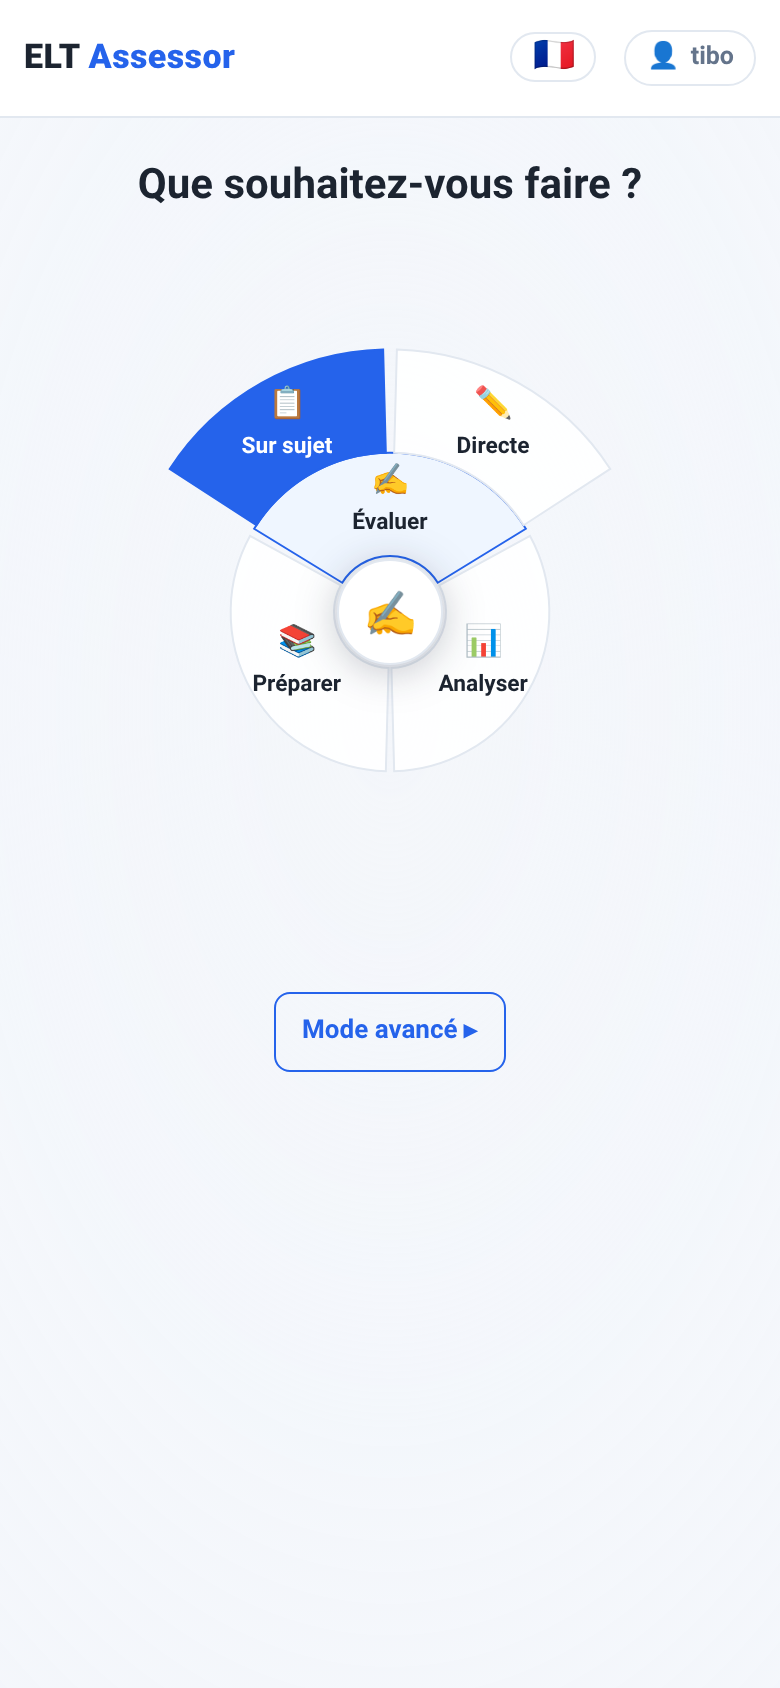 ELT Assessor
tibo
Que souhaitez-vous faire ?
Sur sujet
Directe
Évaluer
Préparer
Analyser
Mode avancé ▸